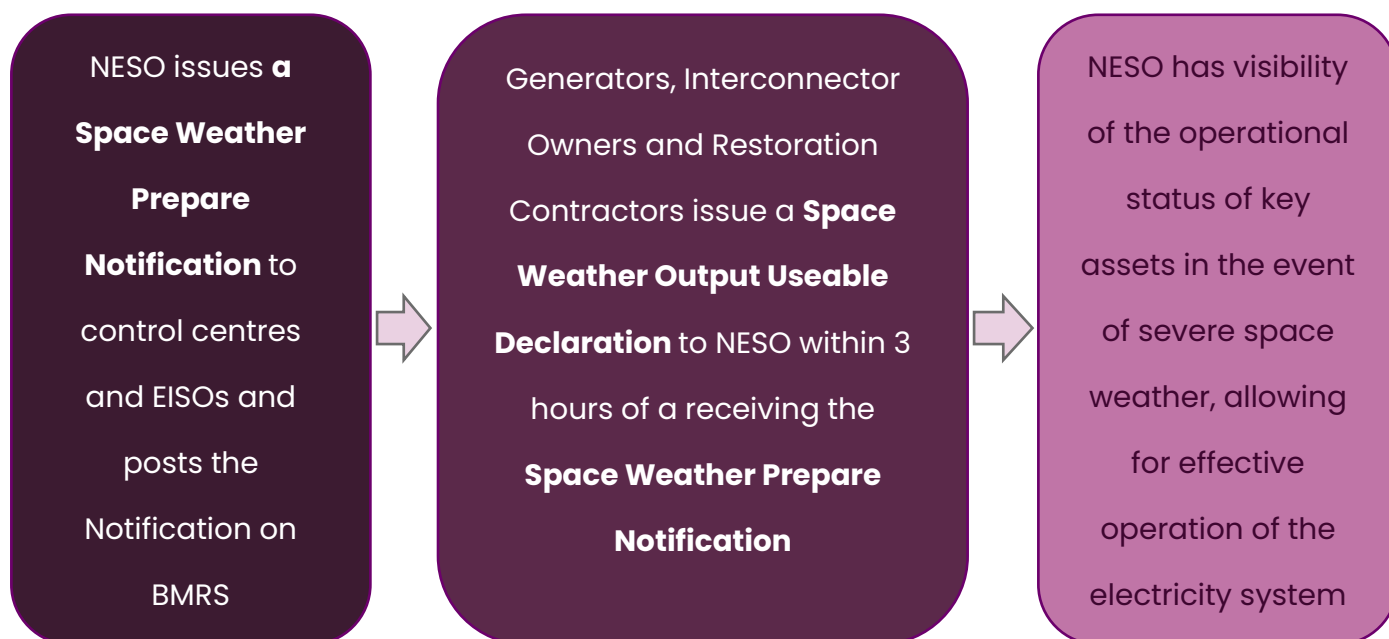 NESO issues a
Space Weather
Prepare
Notification to
control centres
and EISOs and
posts the
Notification on
BMRS
Generators, Interconnector
Owners and Restoration
Contractors issue a Space
Weather Output Useable
Declaration to NESO within 3
hours of a receiving the
Space Weather Prepare
Notification
NESO has visibility
of the operational
status of key
assets in the event
of severe space
weather, allowing
for effective
operation of the
electricity system